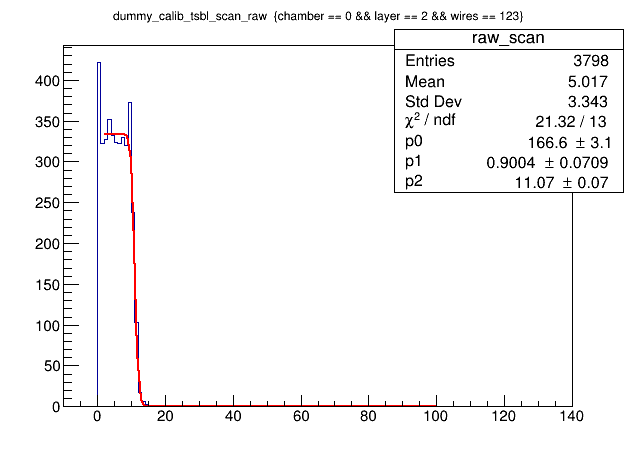 dummy_calib_tsbl_scan_raw {chamber == 0 && layer == 2 && wires == 123}
raw_scan
Entries 3798
Mean 5.017
Std Dev 3.343
χ² / ndf 21.32 / 13
p0 166.6 ± 3.1
p1 0.9004 ± 0.0709
p2 11.07 ± 0.07
400
350
300
250
200
150
100
50
0
0 20 40 60 80 100 120 140